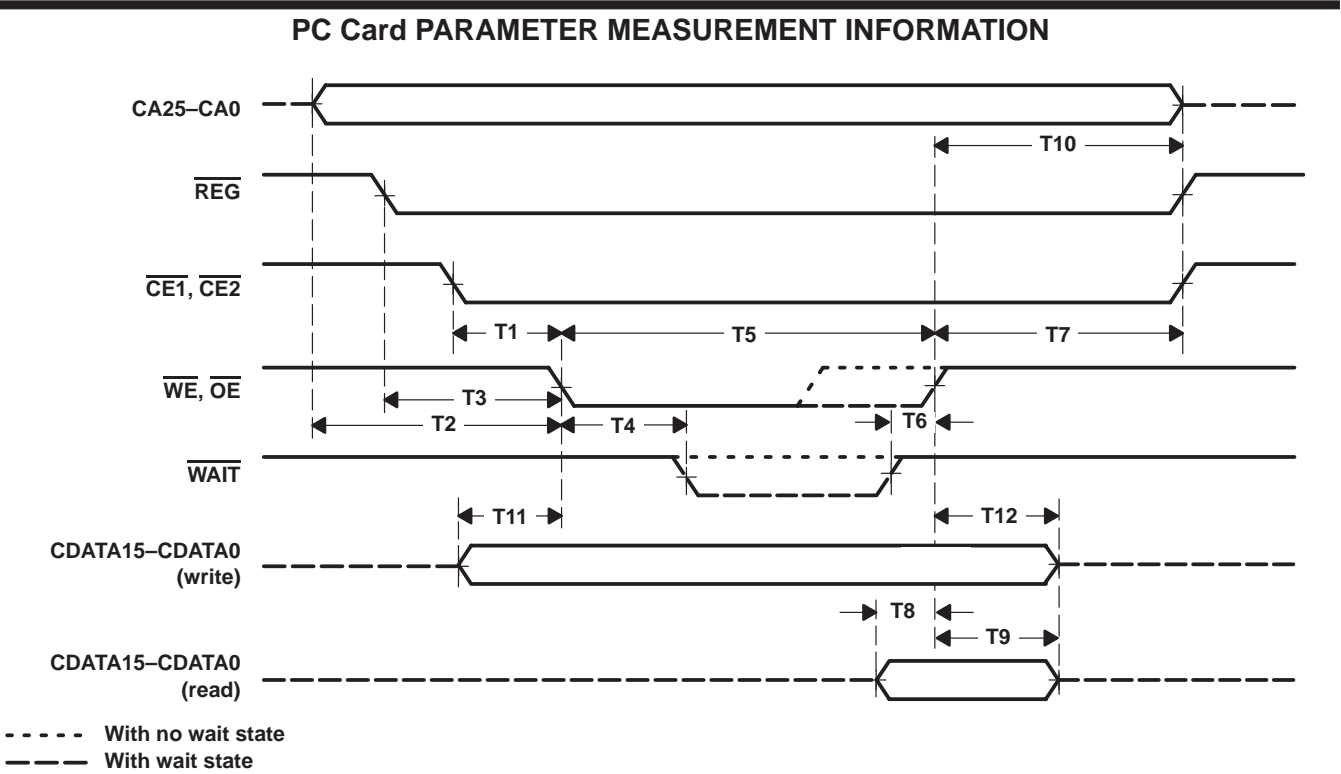 PC Card PARAMETER MEASUREMENT INFORMATION
CA25–CA0
T10
REG
CE1, CE2
T1
T5
T7
WE, OE
T3
T2
T4
T6
WAIT
T11
T12
CDATA15–CDATA0
(write)
T8
T9
CDATA15–CDATA0
(read)
With no wait state
With wait state